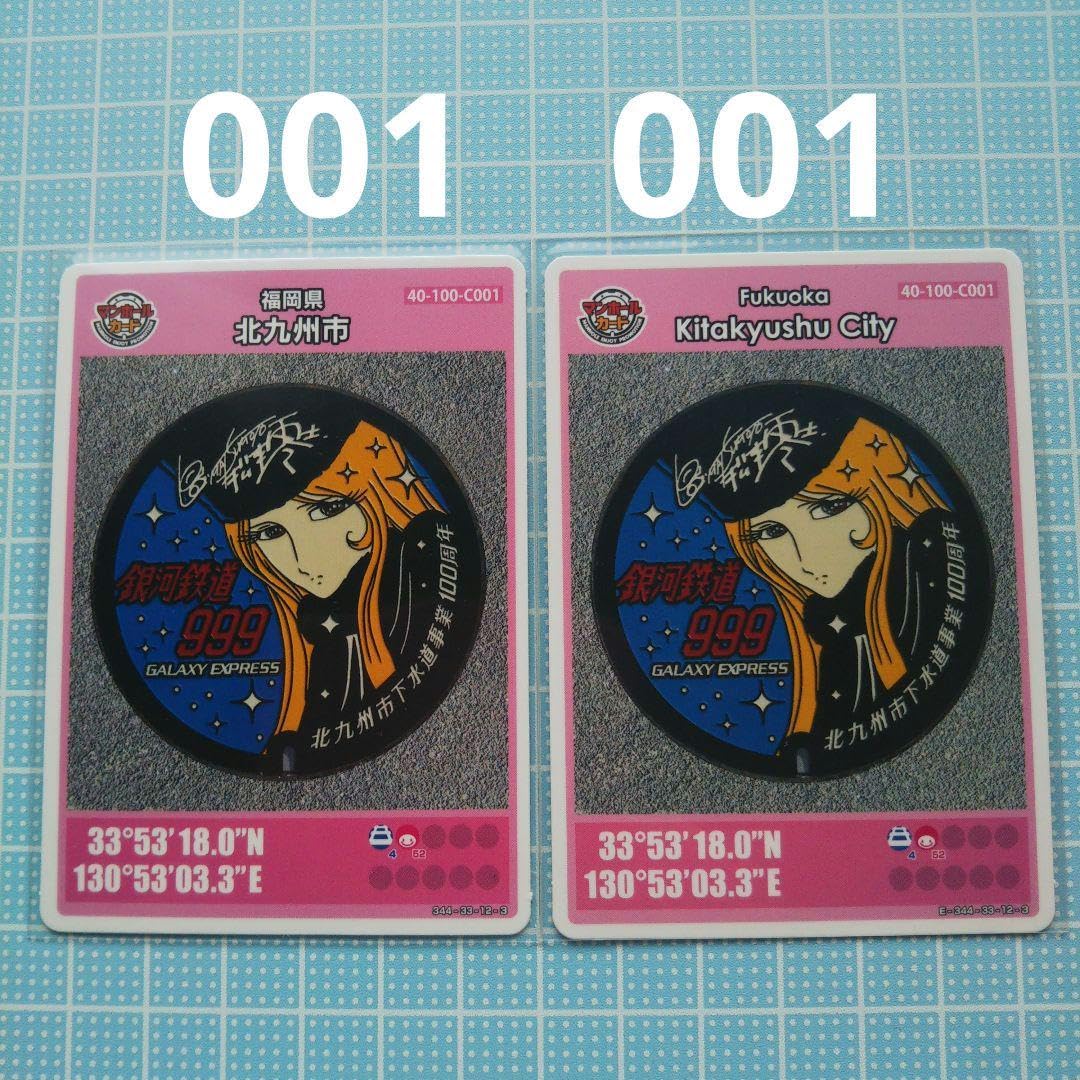 001 001
マンホール
カード
福岡県
北九州市
40-100-C001
銀河鉄道
999
GALAXY EXPRESS
北九州市下水道事業100周年
33°53'18.0"N
130°53'03.3"E
4 52
344-33-12-3
マンホール
カード
Fukuoka
Kitakyushu City
40-100-C001
銀河鉄道
999
GALAXY EXPRESS
北九州市下水道事業100周年
33°53'18.0"N
130°53'03.3"E
4 52
E-344-33-12-3